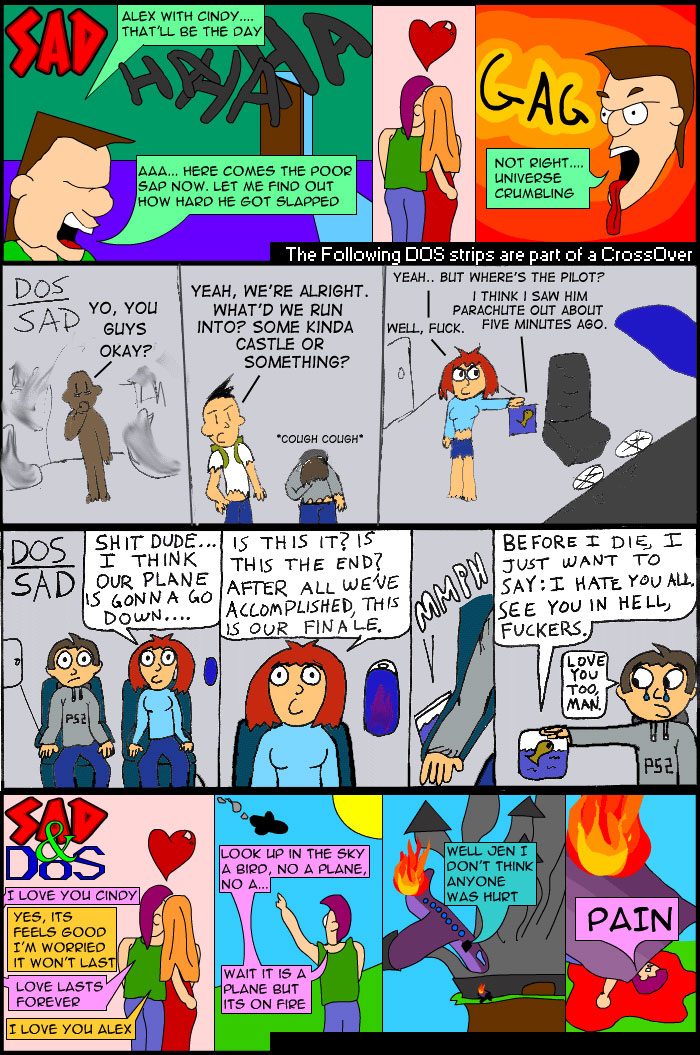 SAD
ALEX WITH CINDY....
THAT'LL BE THE DAY
HAHAHA
AAA... HERE COMES THE POOR
SAP NOW. LET ME FIND OUT
HOW HARD HE GOT SLAPPED
GAG
NOT RIGHT....
UNIVERSE
CRUMBLING
The Following DOS strips are part of a CrossOver
DOS
SAD
YO, YOU
GUYS
OKAY?
YEAH, WE'RE ALRIGHT.
WHAT'D WE RUN
INTO? SOME KINDA
CASTLE OR
SOMETHING?
*COUGH COUGH*
YEAH.. BUT WHERE'S THE PILOT?
I THINK I SAW HIM
PARACHUTE OUT ABOUT
FIVE MINUTES AGO.
WELL, FUCK.
DOS
SAD
SHIT DUDE...
I THINK
OUR PLANE
IS GONNA GO
DOWN....
PS2
IS THIS IT? IS
THIS THE END?
AFTER ALL WE'VE
ACCOMPLISHED, THIS
IS OUR FINALE.
MMPH
BEFORE I DIE, I
JUST WANT TO
SAY: I HATE YOU ALL.
SEE YOU IN HELL,
FUCKERS.
LOVE
YOU
TOO,
MAN.
PS2
SAD
&
DOS
I LOVE YOU CINDY
YES, ITS
FEELS GOOD
I'M WORRIED
IT WON'T LAST
LOVE LASTS
FOREVER
I LOVE YOU ALEX
LOOK UP IN THE SKY
A BIRD, NO A PLANE,
NO A...
WAIT IT IS A
PLANE BUT
ITS ON FIRE
WELL JEN I
DON'T THINK
ANYONE
WAS HURT
PAIN